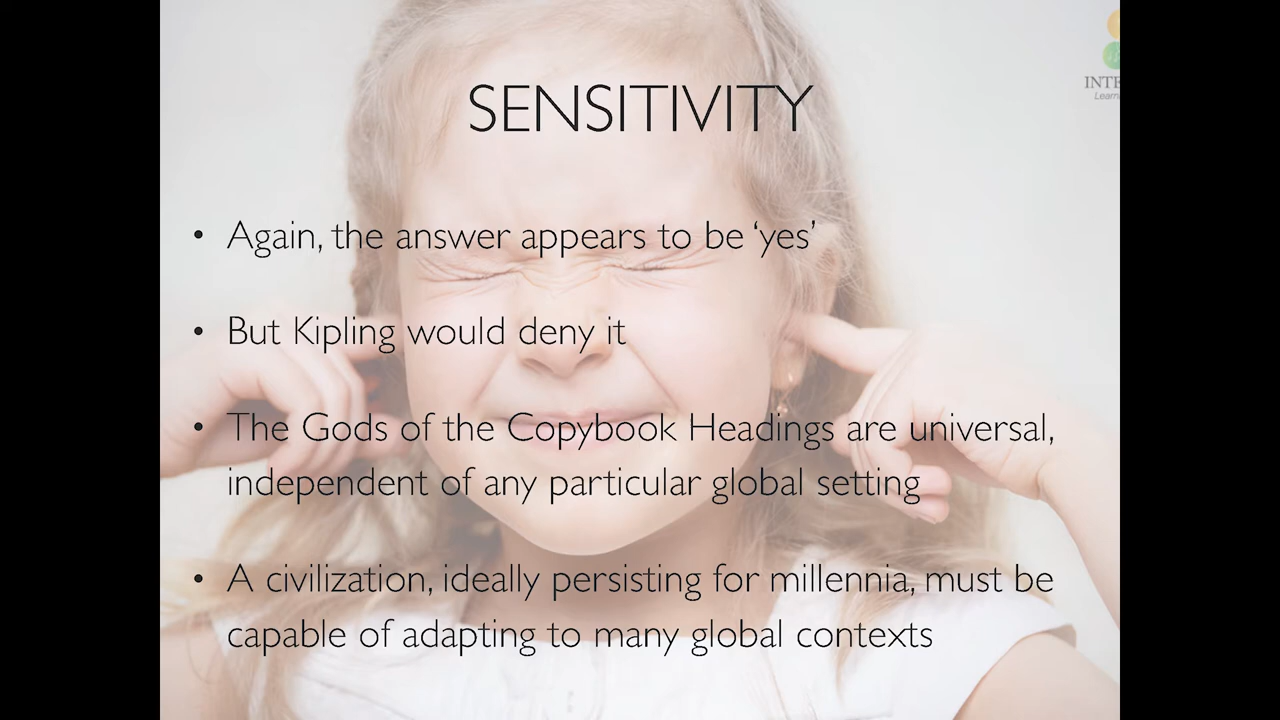 SENSITIVITY
INTE
Learn
• Again, the answer appears to be ‘yes’
• But Kipling would deny it
• The Gods of the Copybook Headings are universal,
independent of any particular global setting
• A civilization, ideally persisting for millennia, must be
capable of adapting to many global contexts